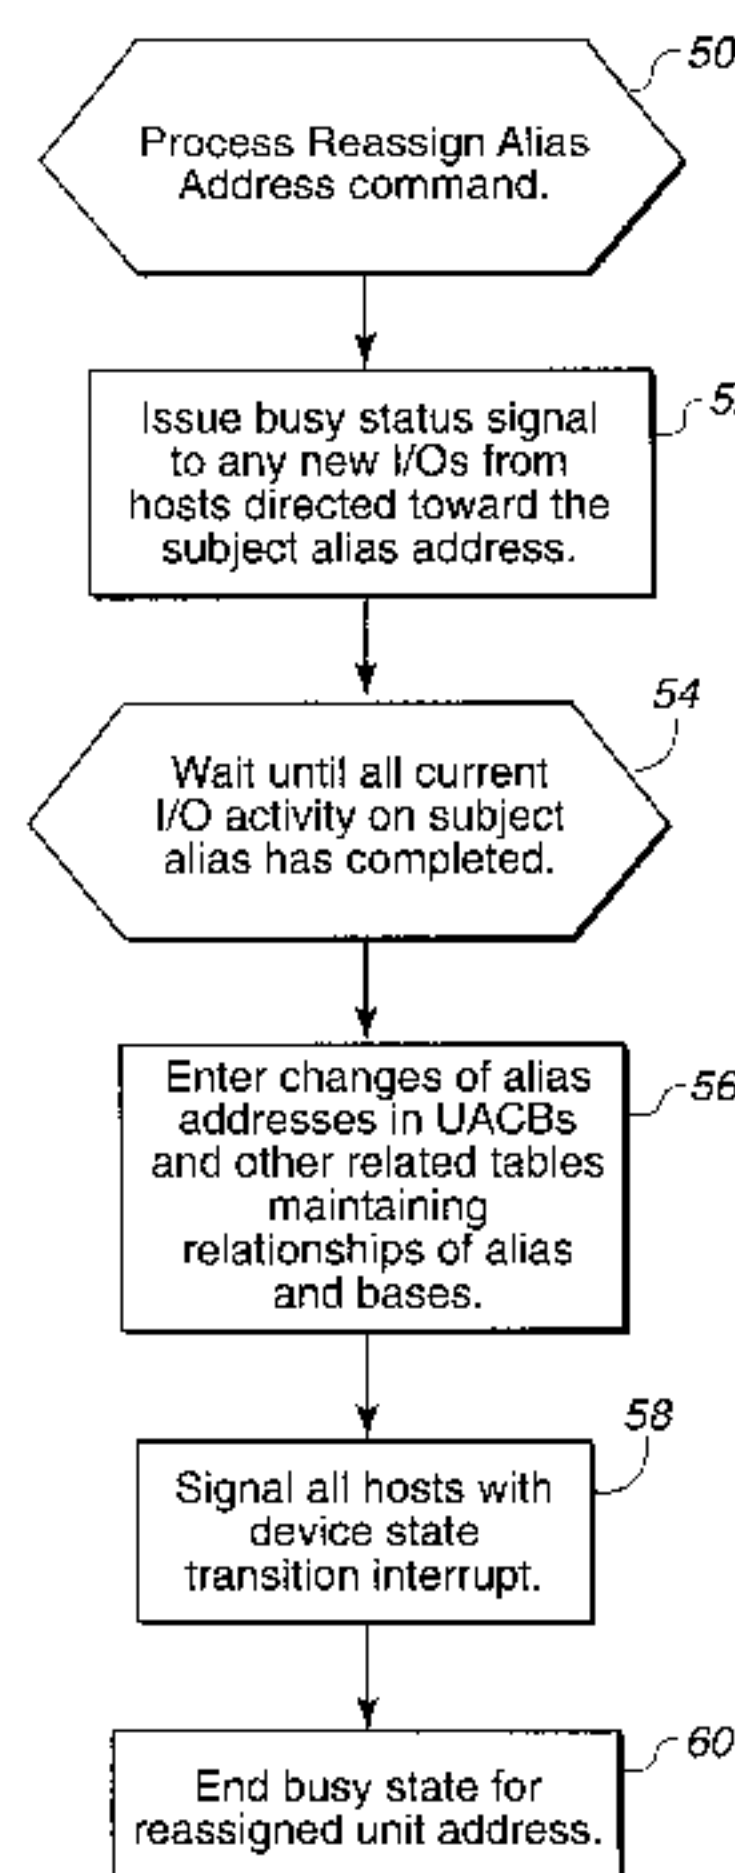 50
Process Reassign Alias
Address command.
Issue busy status signal
to any new I/Os from
hosts directed toward the
subject alias address.
54
Wait until all current
I/O activity on subject
alias has completed.
56
Enter changes of alias
addresses in UACBs
and other related tables
maintaining
relationships of alias
and bases.
58
Signal all hosts with
device state
transition interrupt.
60
End busy state for
reassigned unit address.